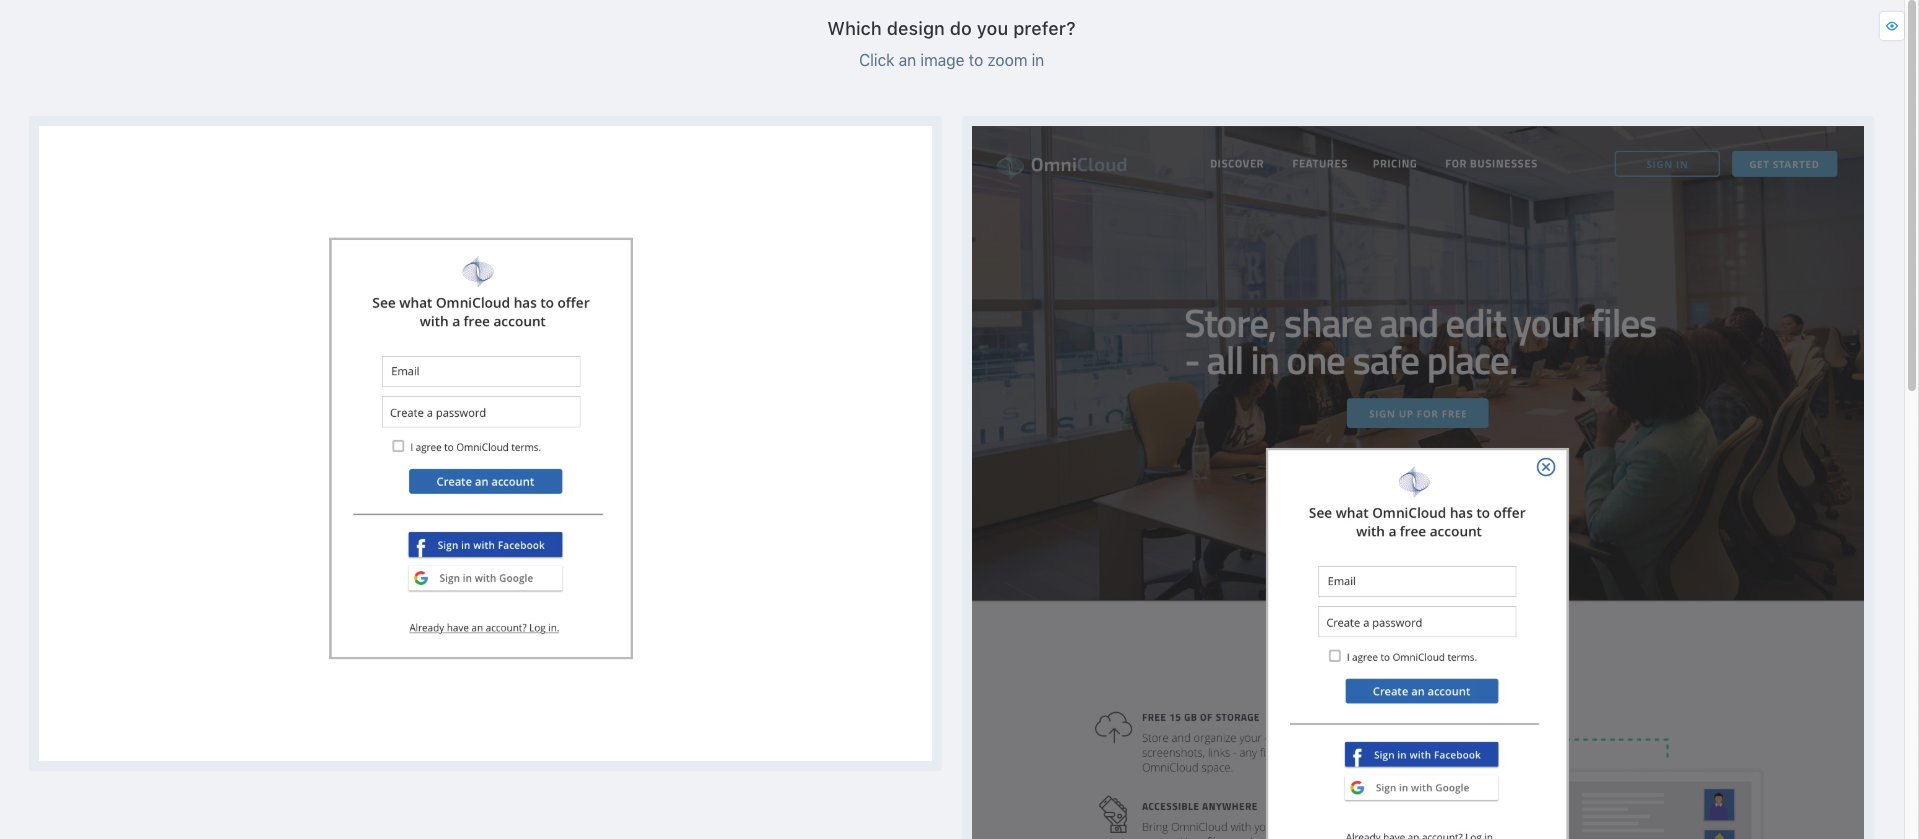 Which design do you prefer?
Click an image to zoom in
See what OmniCloud has to offer
with a free account
Email
Create a password
I agree to OmniCloud terms.
Create an account
Sign in with Facebook
Sign in with Google
Already have an account? Log in.
OmniCloud
DISCOVER FEATURES PRICING FOR BUSINESSES SIGN IN GET STARTED
Store, share and edit your files
- all in one safe place.
SIGN UP FOR FREE
See what OmniCloud has to offer
with a free account
Email
Create a password
I agree to OmniCloud terms.
Create an account
Sign in with Facebook
Sign in with Google
Already have an account? Log in
FREE 15 GB OF STORAGE
Store and organize your
screenshots, links - any
OmniCloud space.
ACCESSIBLE ANYWHERE
Bring OmniCloud with